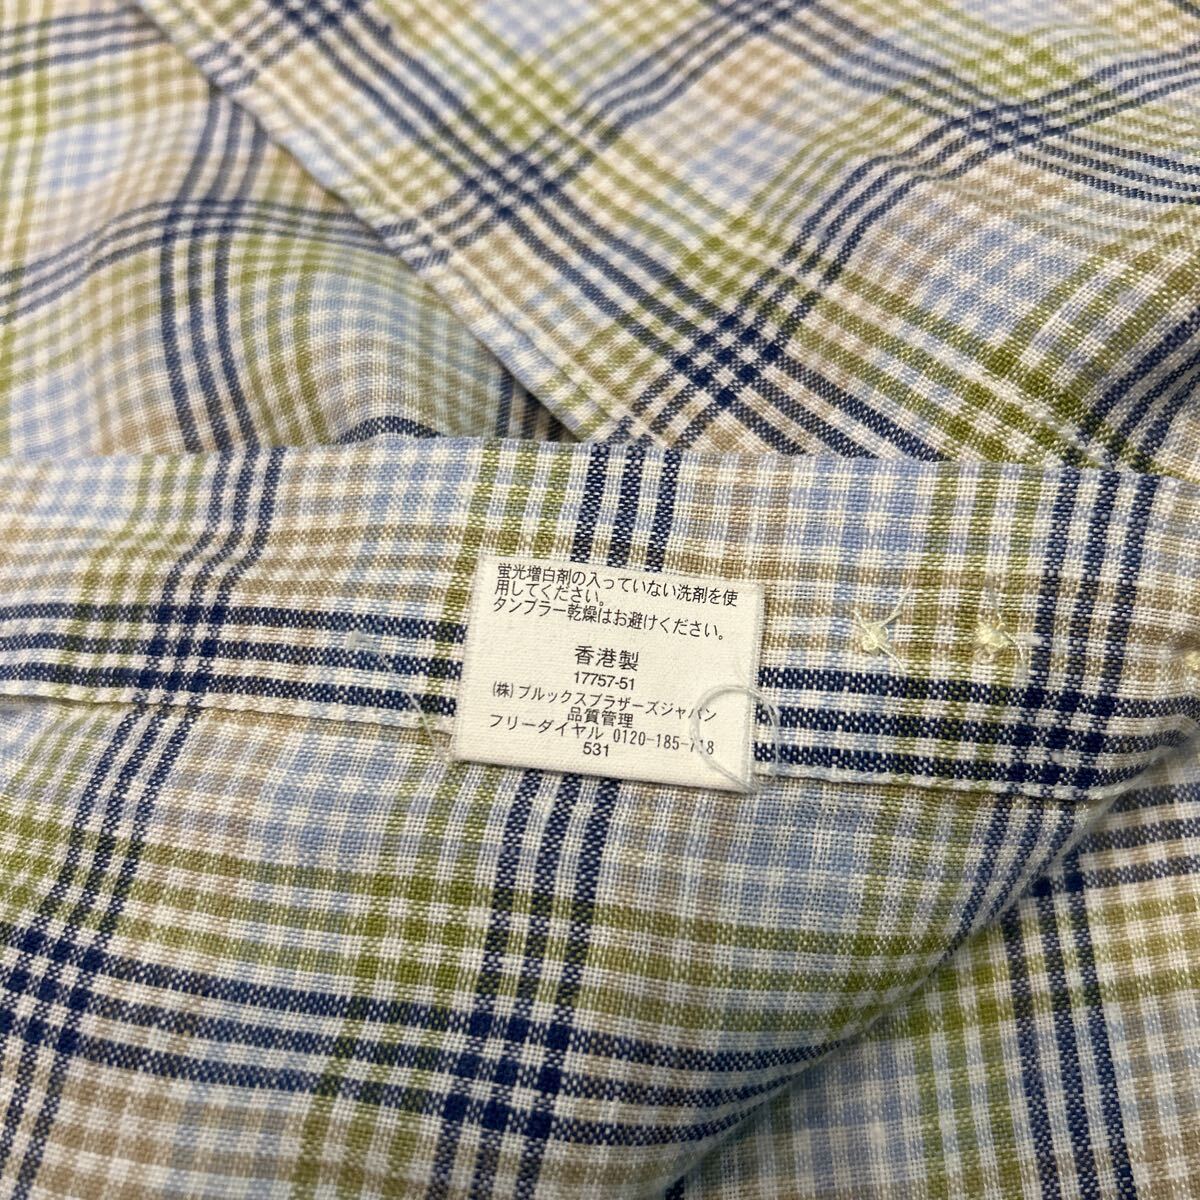 蛍光増白剤の入っていない洗剤を使
用してください。
タンブラー乾燥はお避けください。
香港製
17757-51
(株)ブルックスブラザーズジャパン
品質管理
フリーダイヤル 0120-185-718
531